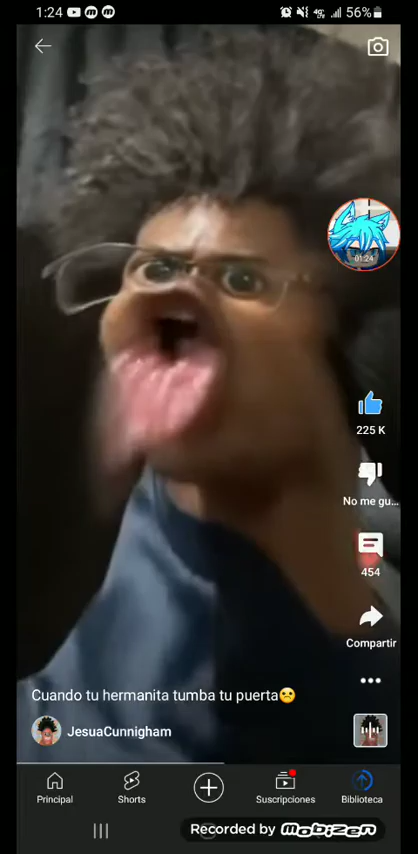 1:24
4G
56%
01:24
225 K
No me gu...
454
Compartir
Cuando tu hermanita tumba tu puerta☹️
JesuaCunnigham
Principal
Shorts
Suscripciones
Biblioteca
Recorded by mobizen